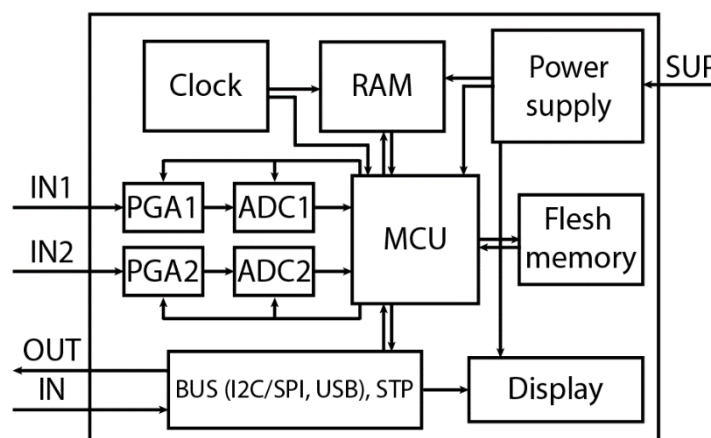 Clock
RAM
Power
supply
SUP
IN1
PGA1
ADC1
MCU
Flesh
memory
IN2
PGA2
ADC2
OUT
IN
BUS (I2C/SPI, USB), STP
Display